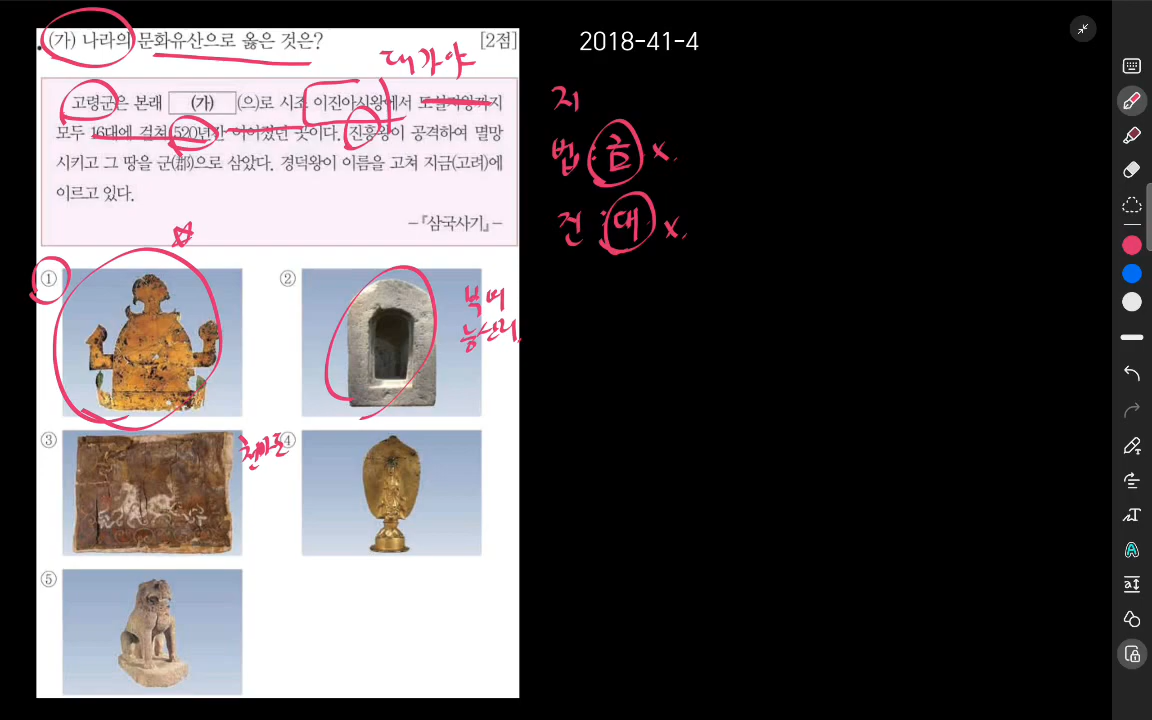 (가) 나라의 문화유산으로 옳은 것은? [2점]
2018-41-4
대가야
고령군은 본래 (가) (으)로 시조 이진아시왕에서 도설지왕까지
모두 16대에 걸쳐 520년간 이어졌던 곳이다. 진흥왕이 공격하여 멸망
시키고 그 땅을 군(郡)으로 삼았다. 경덕왕이 이름을 고쳐 지금(고려)에
이르고 있다.
-『삼국사기』-
지
법:금 x.
진:대 x.
①
②
부여
능산리
③
천마도
④
⑤